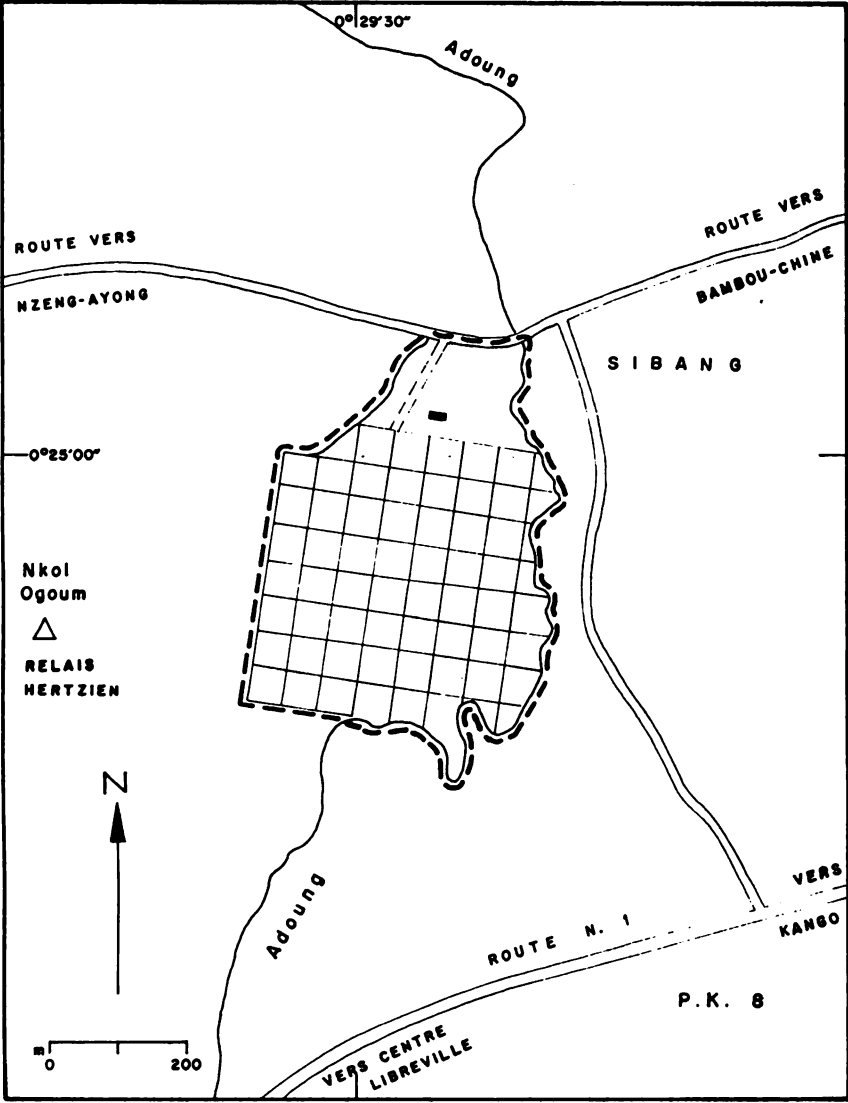 0°29'30"
Adoung
ROUTE VERS
BAMBOU-CHINE
ROUTE VERS
NZENG-AYONG
SIBANG
0°25'00"
Nkol
Ogoum
RELAIS
HERTZIEN
N
Adoung
VERS
KANGO
ROUTE N. 1
P.K. 8
VERS CENTRE
LIBREVILLE
m
0 200